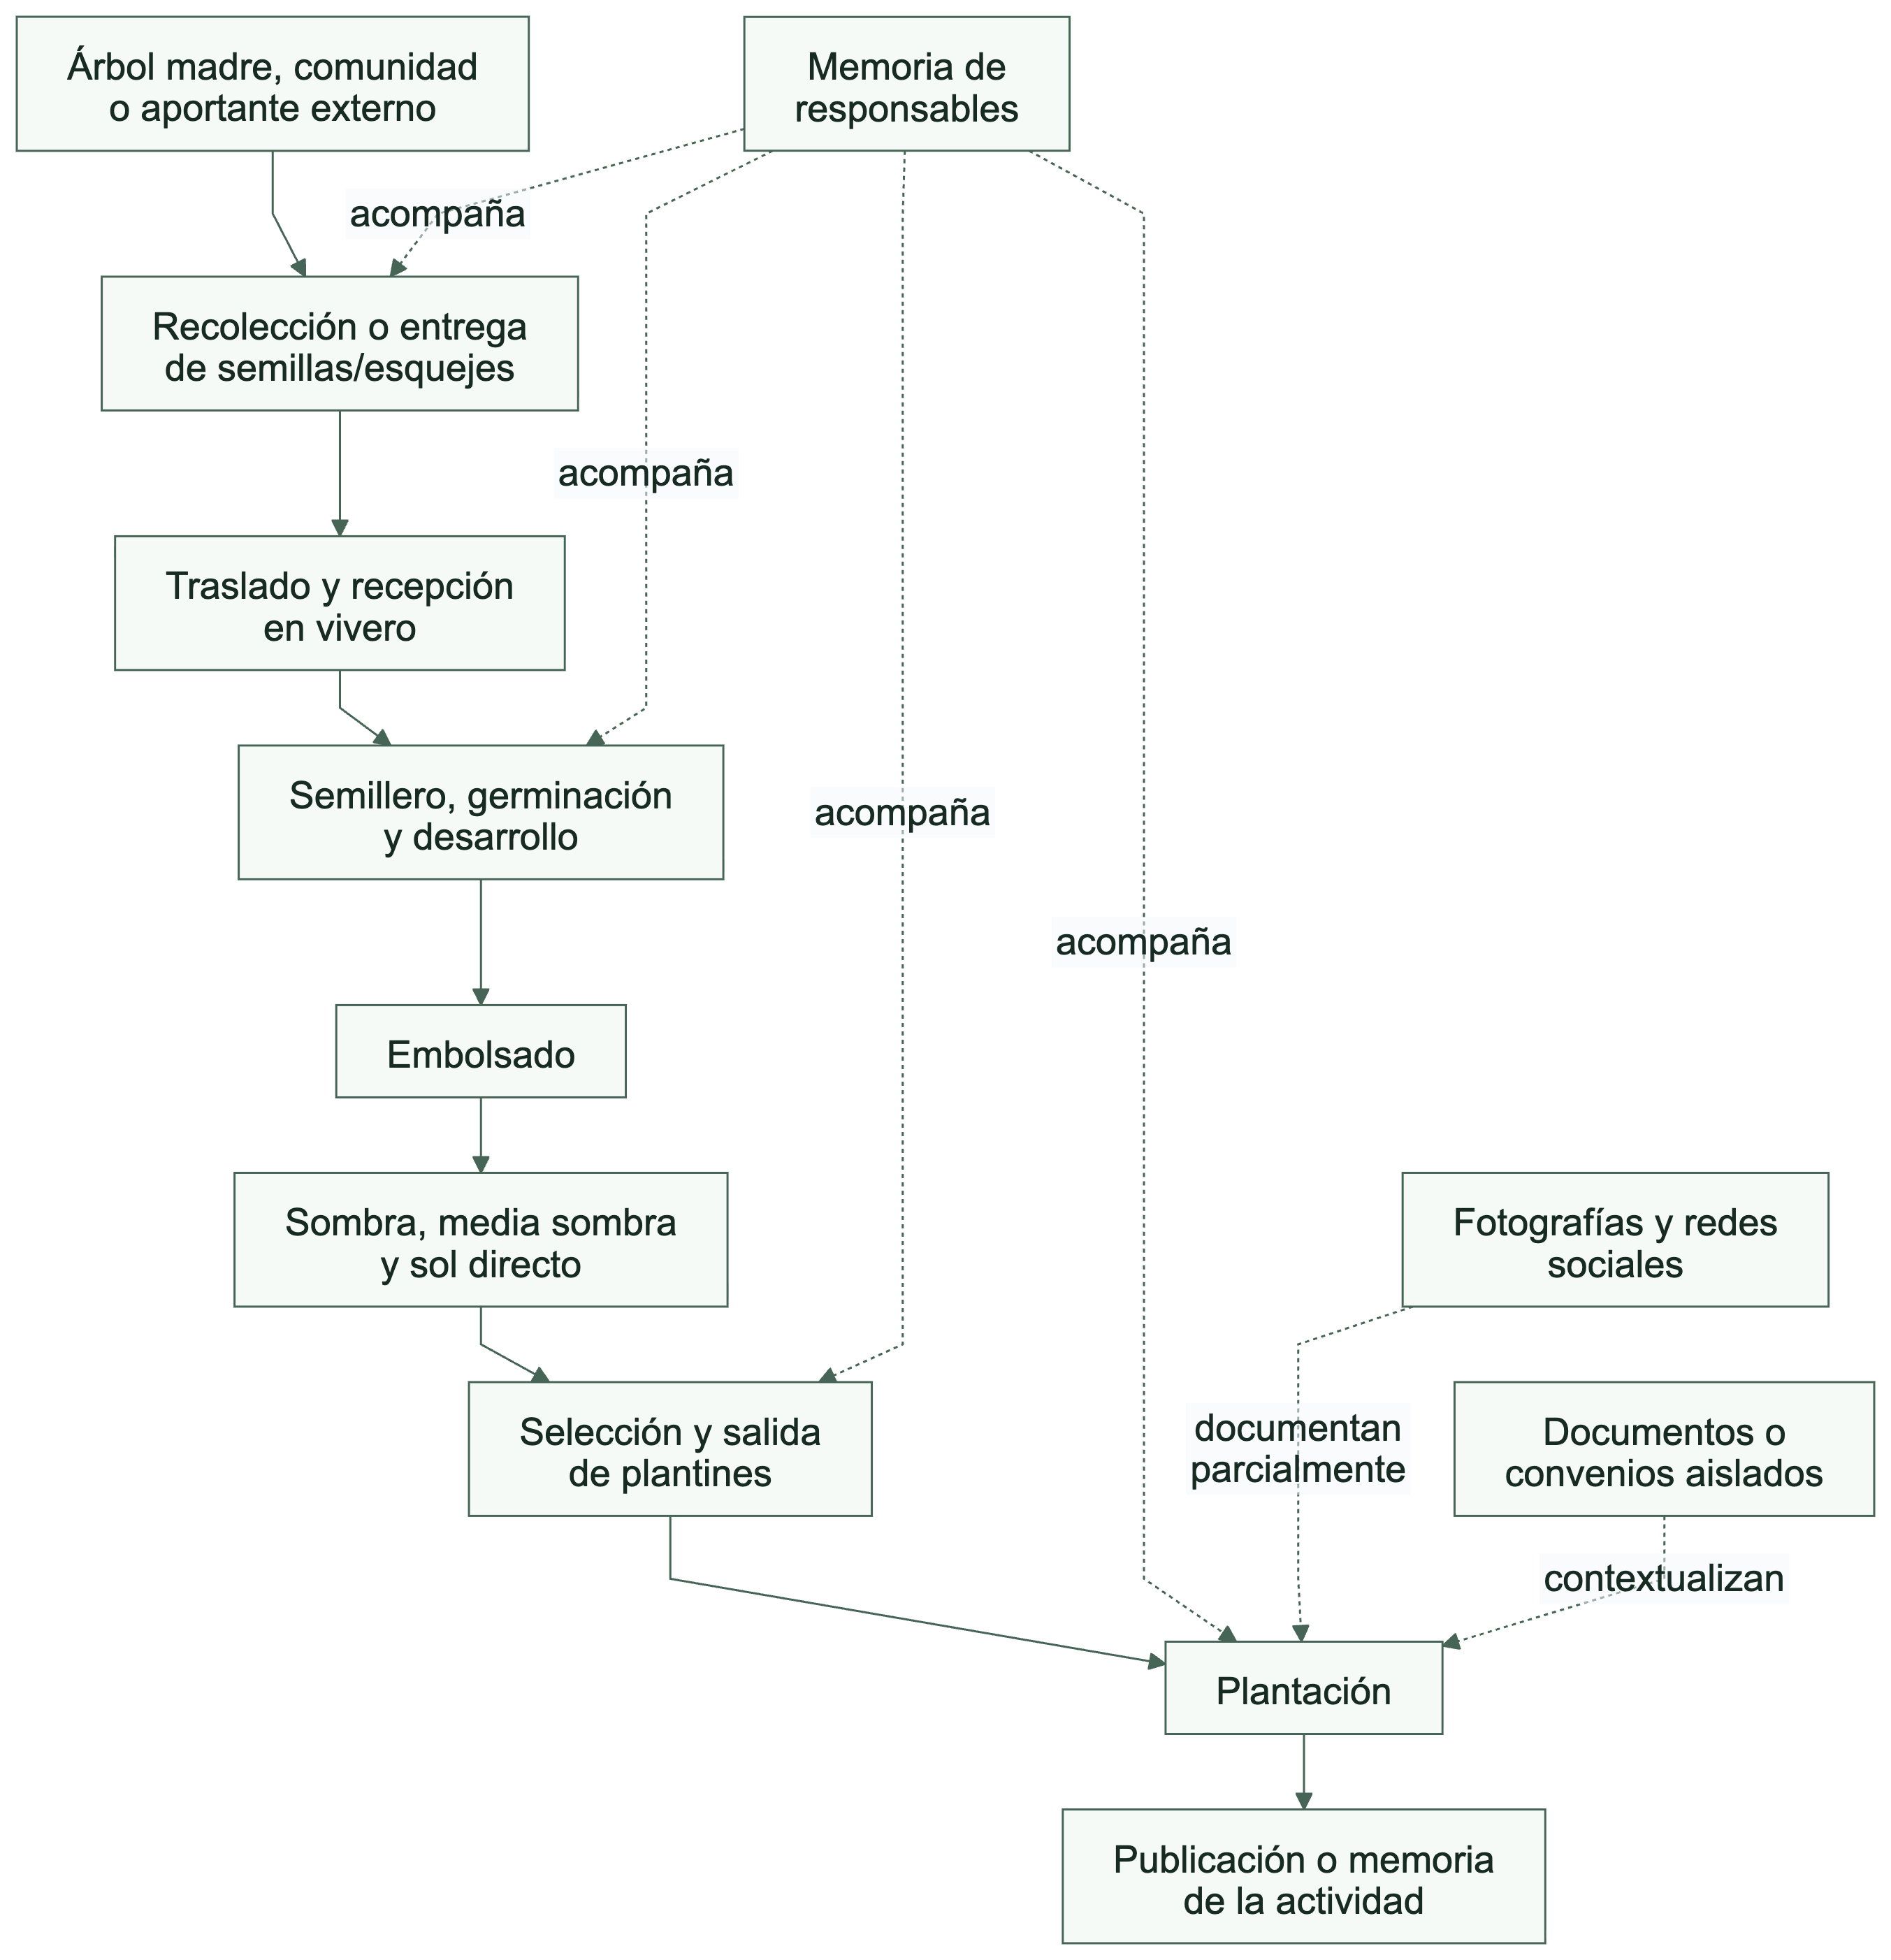 Árbol madre, comunidad
o aportante externo
Memoria de
responsables
acompaña
Recolección o entrega
de semillas/esquejes
acompaña
Traslado y recepción
en vivero
Semillero, germinación
y desarrollo
acompaña
acompaña
Embolsado
Sombra, media sombra
y sol directo
Fotografías y redes
sociales
Selección y salida
de plantines
documentan
parcialmente
Documentos o
convenios aislados
contextualizan
Plantación
Publicación o memoria
de la actividad